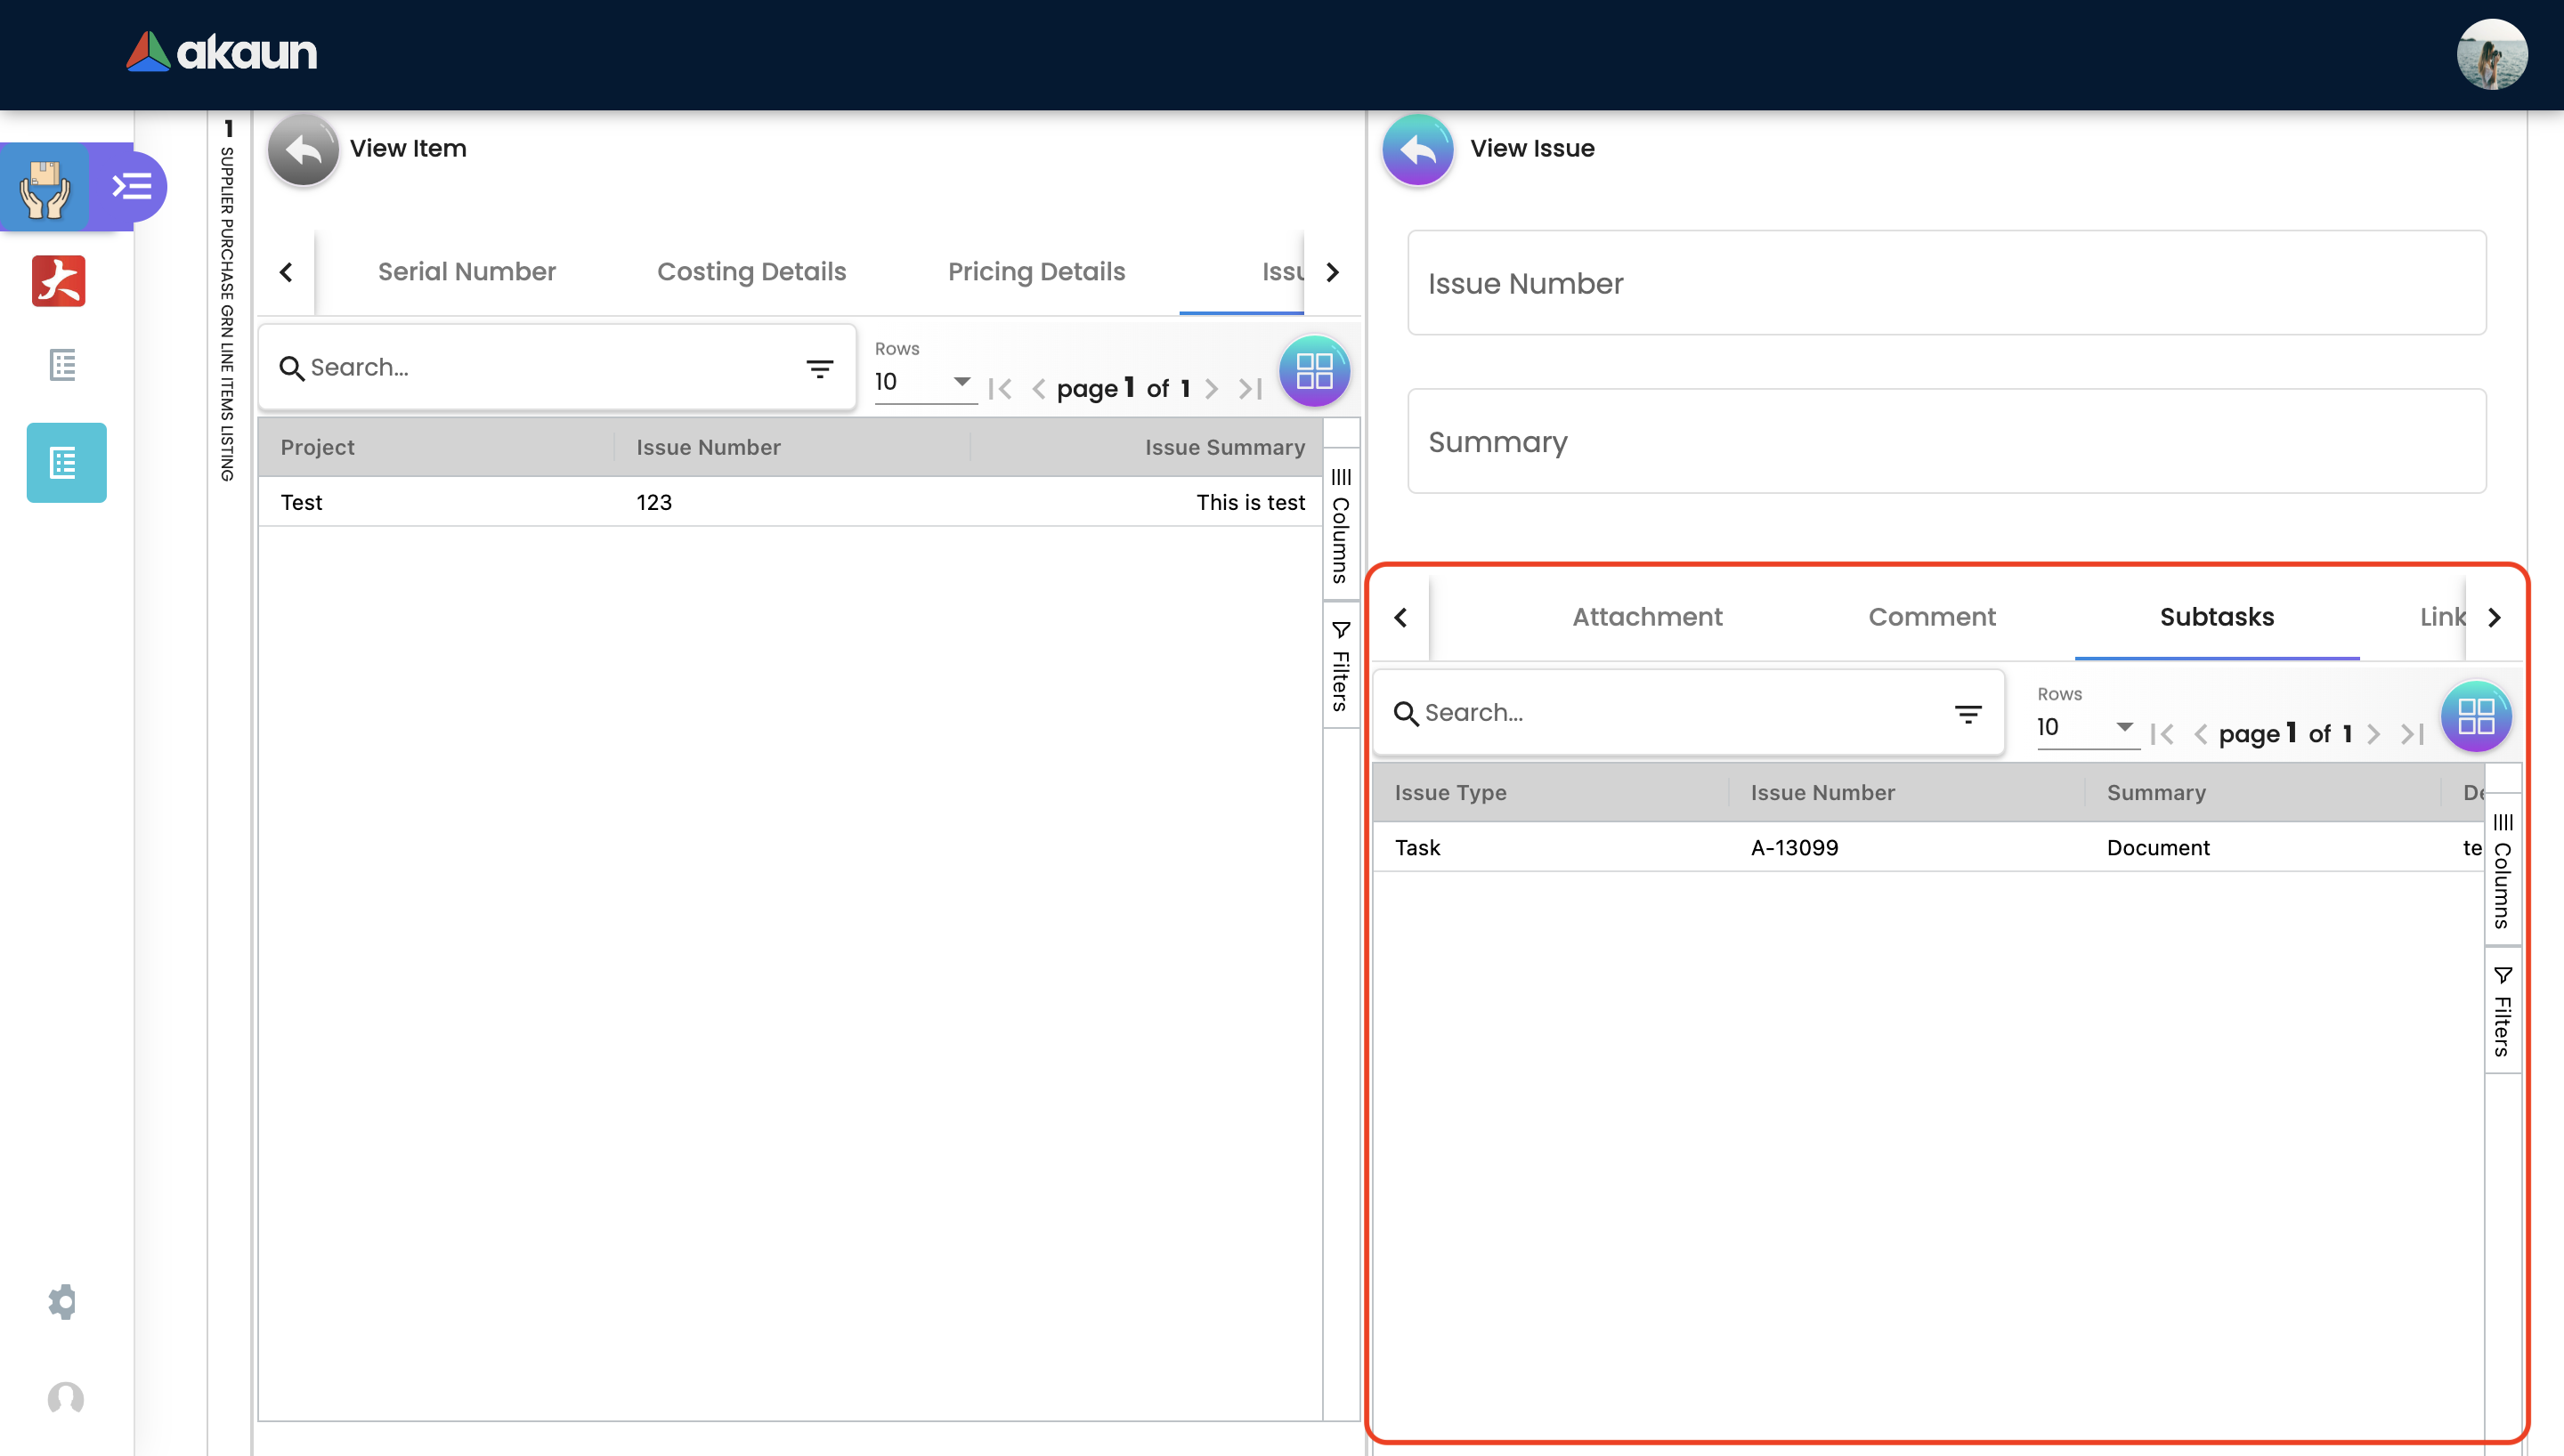 akaun
1
SUPPLIER PURCHASE GRN LINE ITEMS LISTING
View Item
Serial Number
Costing Details
Pricing Details
Issu
Search...
Rows
10
page 1 of 1
Project
Issue Number
Issue Summary
Test
123
This is test
Columns
Filters
View Issue
Issue Number
Summary
Attachment
Comment
Subtasks
Link
Search...
Rows
10
page 1 of 1
Issue Type
Issue Number
Summary
De
Task
A-13099
Document
te
Columns
Filters